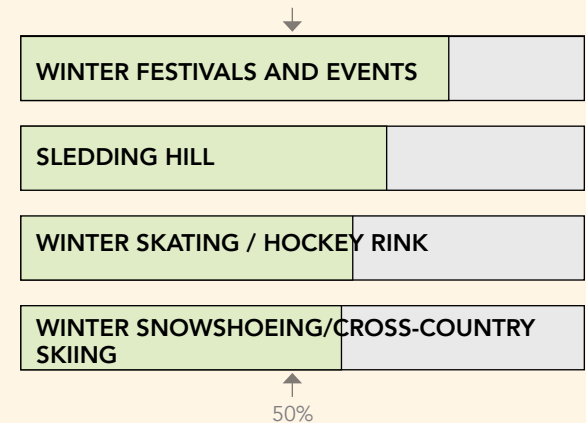 WINTER FESTIVALS AND EVENTS
SLEDDING HILL
WINTER SKATING / HOCKEY RINK
WINTER SNOWSHOEING/CROSS-COUNTRY
SKIING
50%